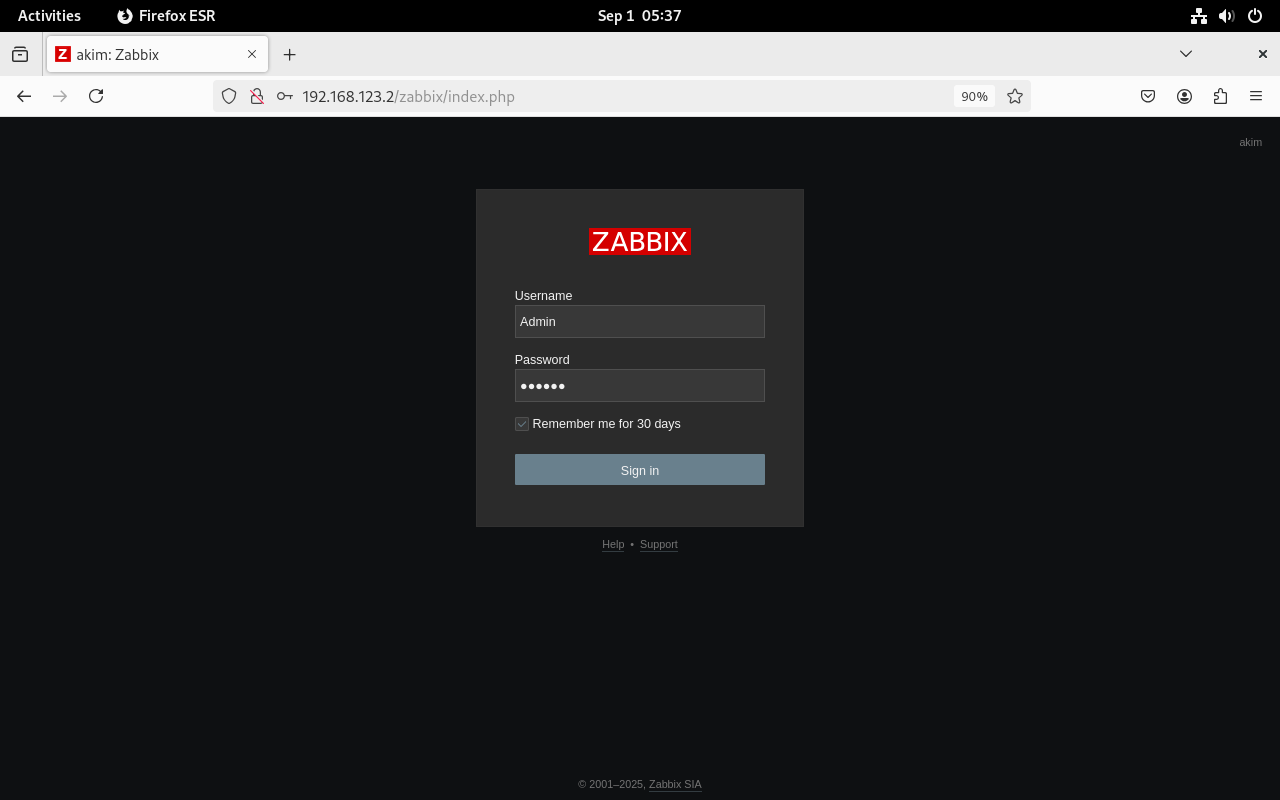 Activities
Firefox ESR
Sep 1 05:37
akim: Zabbix
192.168.123.2/zabbix/index.php
90%
akim
ZABBIX
Username
Admin
Password
••••••
Remember me for 30 days
Sign in
Help • Support
© 2001–2025, Zabbix SIA